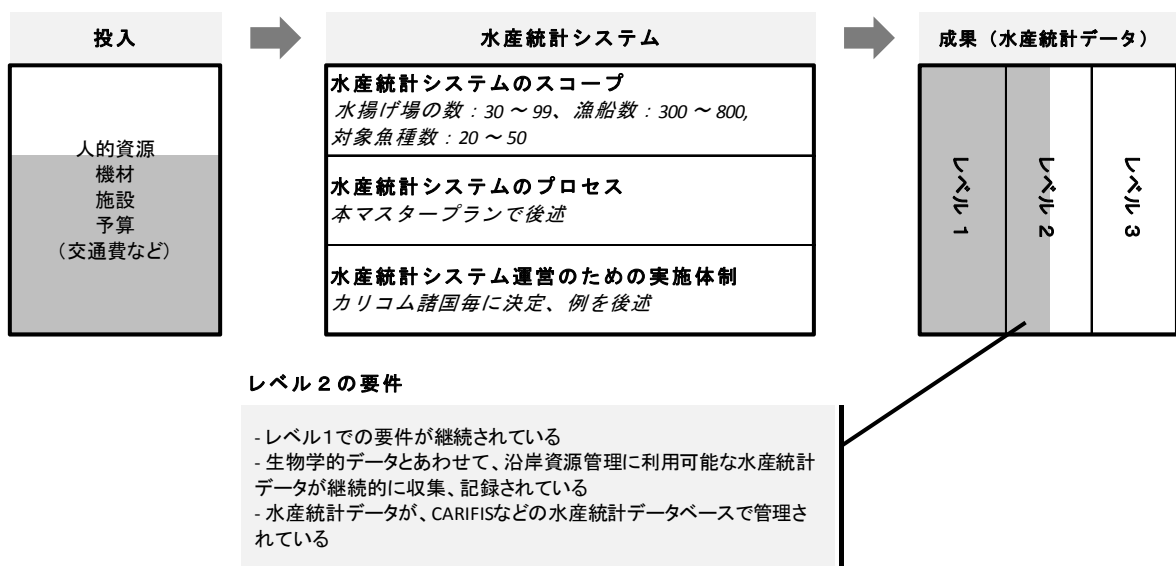 投入
水産統計システム
成果（水産統計データ）
人的資源
機材
施設
予算
（交通費など）
水産統計システムのスコープ
水揚げ場の数：30 ～ 99、漁船数：300 ～ 800,
対象魚種数：20 ～ 50
水産統計システムのプロセス
本マスタープランで後述
水産統計システム運営のための実施体制
カリコム諸国毎に決定、例を後述
レベル 1
レベル 2
レベル 3
レベル２の要件
- レベル1での要件が継続されている
- 生物学的データとあわせて、沿岸資源管理に利用可能な水産統計
データが継続的に収集、記録されている
- 水産統計データが、CARIFISなどの水産統計データベースで管理さ
れている